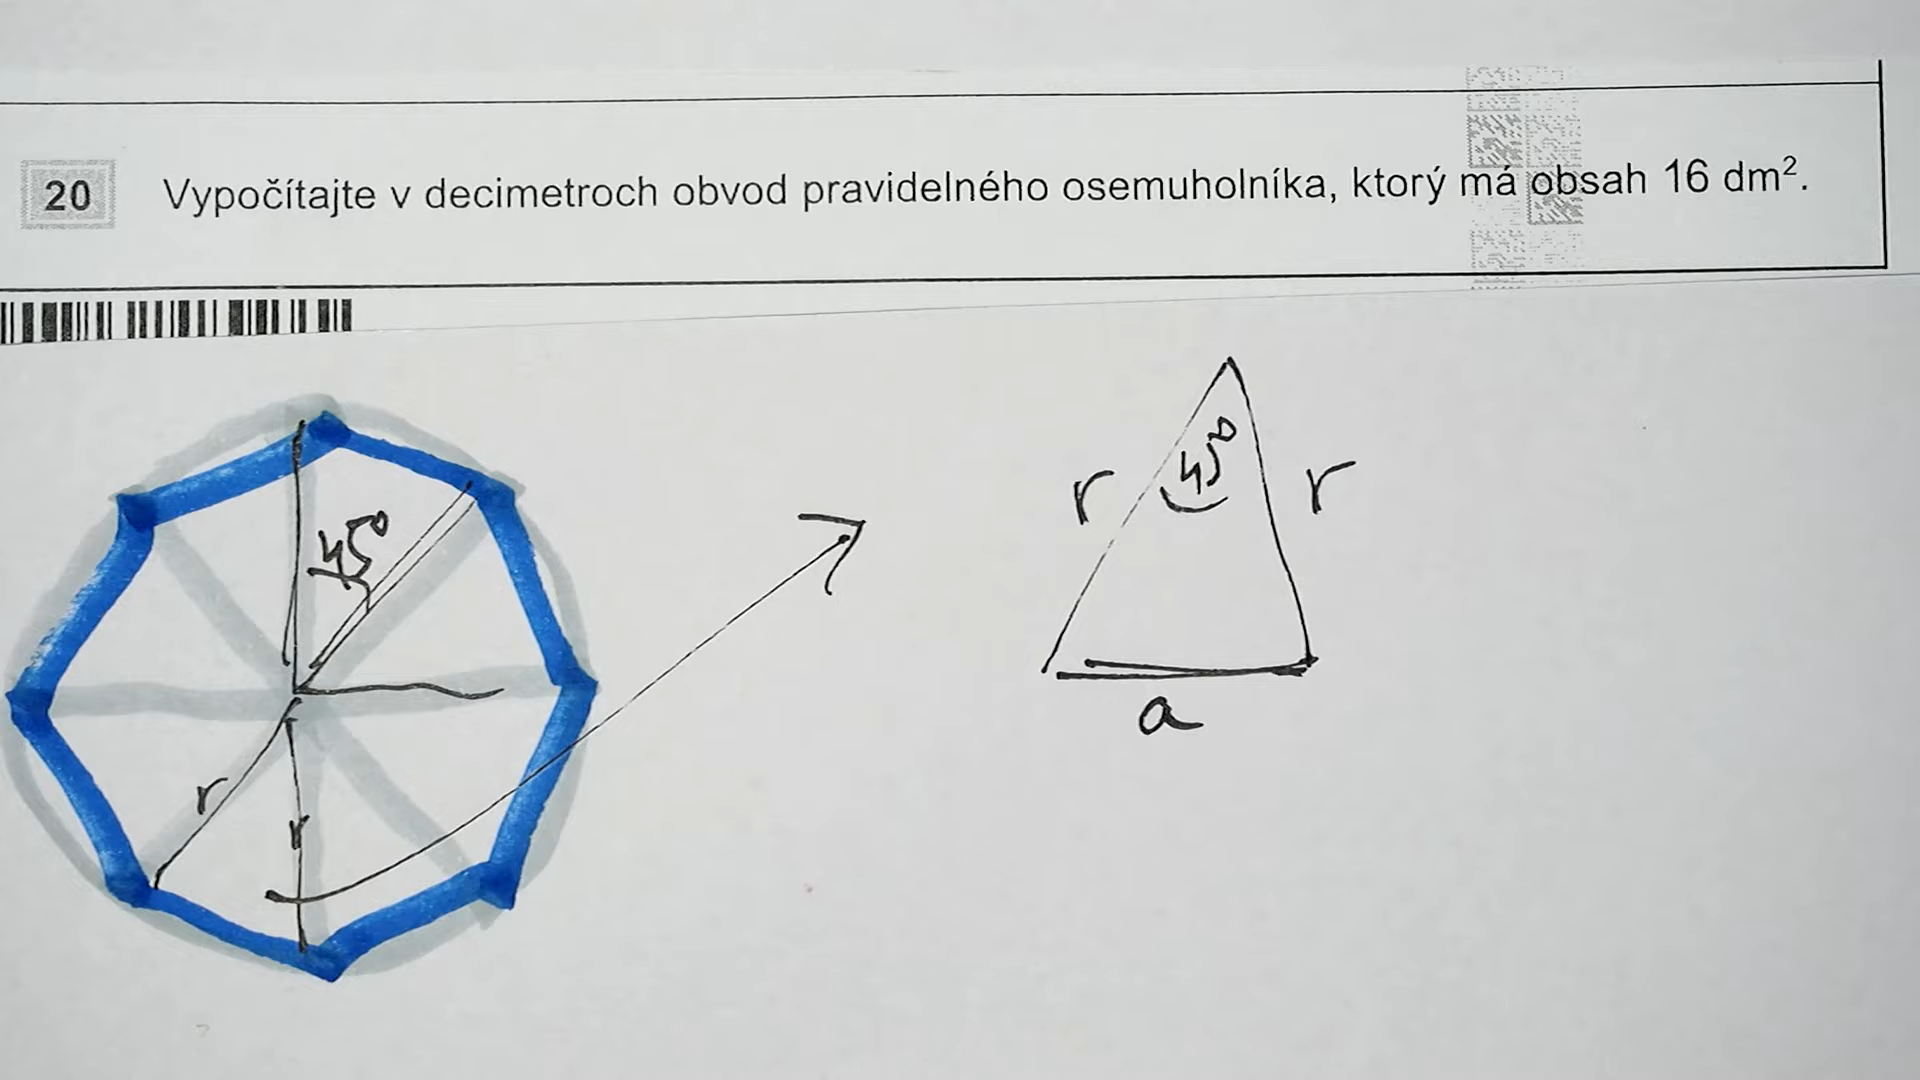 20 Vypočítajte v decimetroch obvod pravidelného osemuholníka, ktorý má obsah 16 dm².
45°
r
r
45°
r
r
a